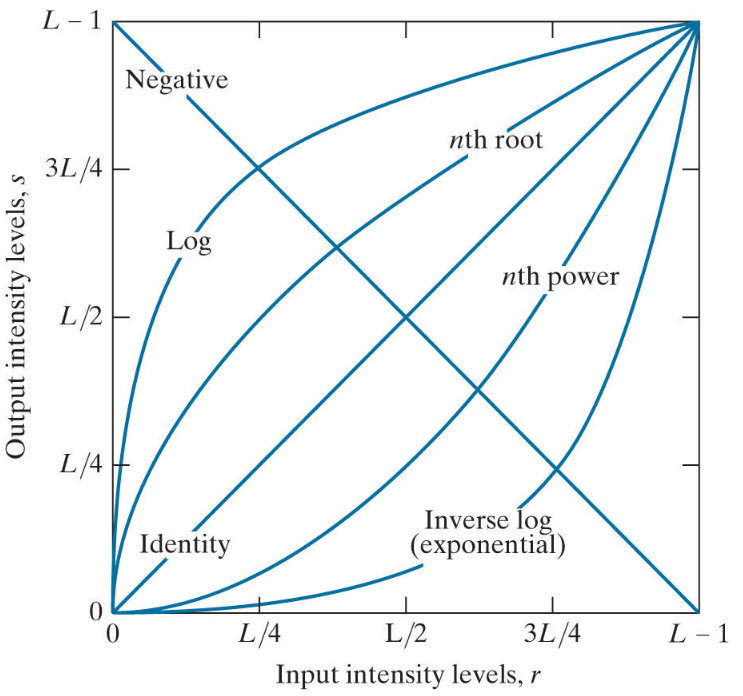 L – 1
Negative
nth root
3L/4
Log
nth power
L/2
Output intensity levels, s
L/4
Inverse log
(exponential)
Identity
0
0
L/4
L/2
3L/4
L – 1
Input intensity levels, r